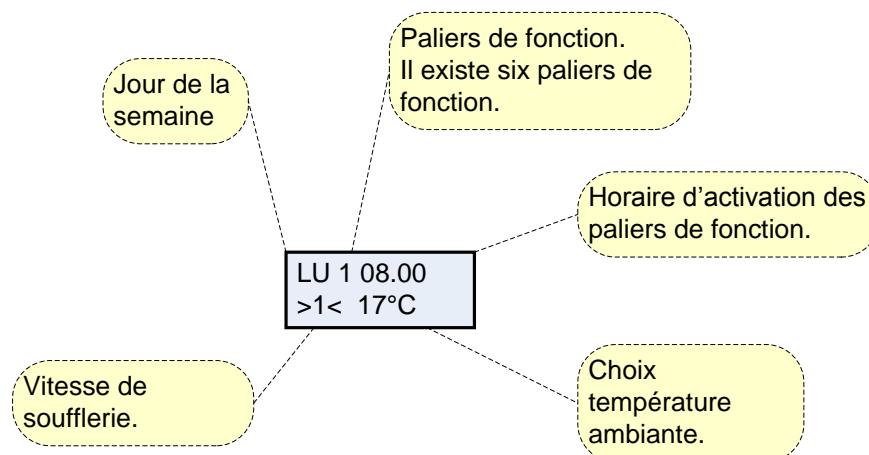 Paliers de fonction.
Il existe six paliers de
fonction.
Jour de la
semaine
Horaire d’activation des
paliers de fonction.
LU 1 08.00
>1< 17°C
Vitesse de
soufflerie.
Choix
température
ambiante.